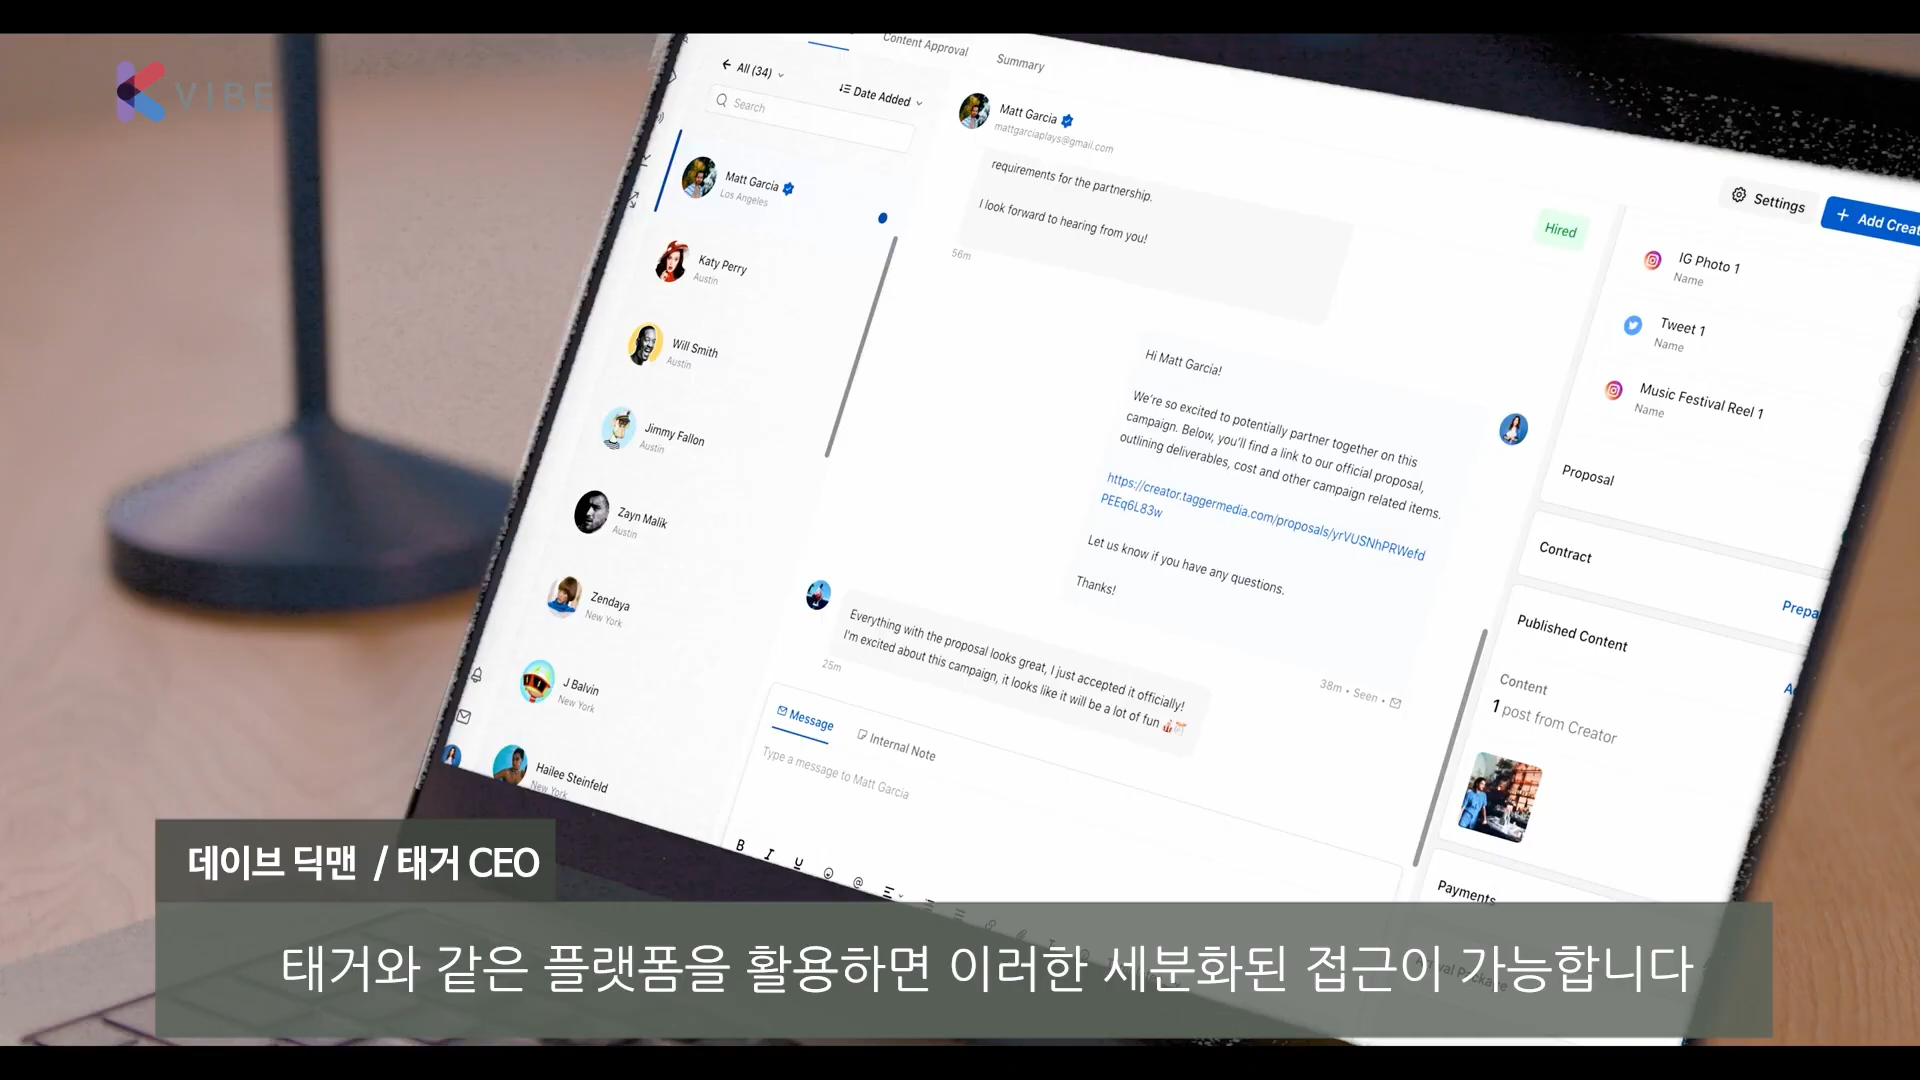 K VIBE
Content Approval
Summary
All (34)
Date Added
Search
Matt Garcia
Los Angeles
Katy Perry
Austin
Will Smith
Austin
Jimmy Fallon
Austin
Zayn Malik
Austin
Zendaya
New York
J Balvin
New York
Hailee Steinfeld
New York
Matt Garcia
mattgarciaplays@gmail.com
requirements for the partnership.
I look forward to hearing from you!
56m
Hired
Hi Matt Garcia!
We're so excited to potentially partner together on this
campaign. Below, you'll find a link to our official proposal,
outlining deliverables, cost and other campaign related items.
https://creator.taggermedia.com/proposals/yrVUSNhPRWefd
PEEq6L83w
Let us know if you have any questions.
Thanks!
38m • Seen •
Everything with the proposal looks great, I just accepted it officially!
I'm excited about this campaign, it looks like it will be a lot of fun
25m
Message
Internal Note
Type a message to Matt Garcia
B I U
Settings
+ Add Creat
IG Photo 1
Name
Tweet 1
Name
Music Festival Reel 1
Name
Proposal
Contract
Prepa
Published Content
Content
1 post from Creator
Payments
데이브 딕맨 / 태거 CEO
태거와 같은 플랫폼을 활용하면 이러한 세분화된 접근이 가능합니다